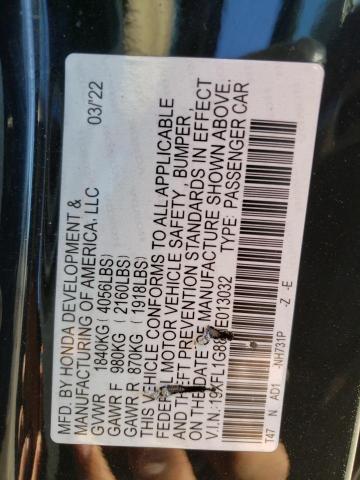 MFD. BY HONDA DEVELOPMENT &
MANUFACTURING OF AMERICA, LLC 03/22
GVWR 1840KG(4056LBS)
GAWR F 980KG (2160LBS)
GAWR R 870KG (1918LBS)
THIS VEHICLE CONFORMS TO ALL APPLICABLE
FEDERAL MOTOR VEHICLE SAFETY, BUMPER,
AND THEFT PREVENTION STANDARDS IN EFFECT
ON THE DATE OF MANUFACTURE SHOWN ABOVE.
V.I.N.: TYPE: PASSENGER CAR
T47 N AD1 -NH731P -Z -E